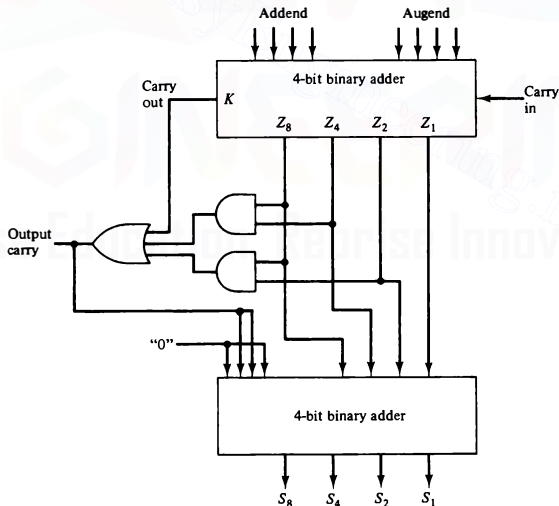 Addend Augend
4-bit binary adder
Carry out
K
Carry in
Z8 Z4 Z2 Z1
Output carry
"0"
4-bit binary adder
S8 S4 S2 S1